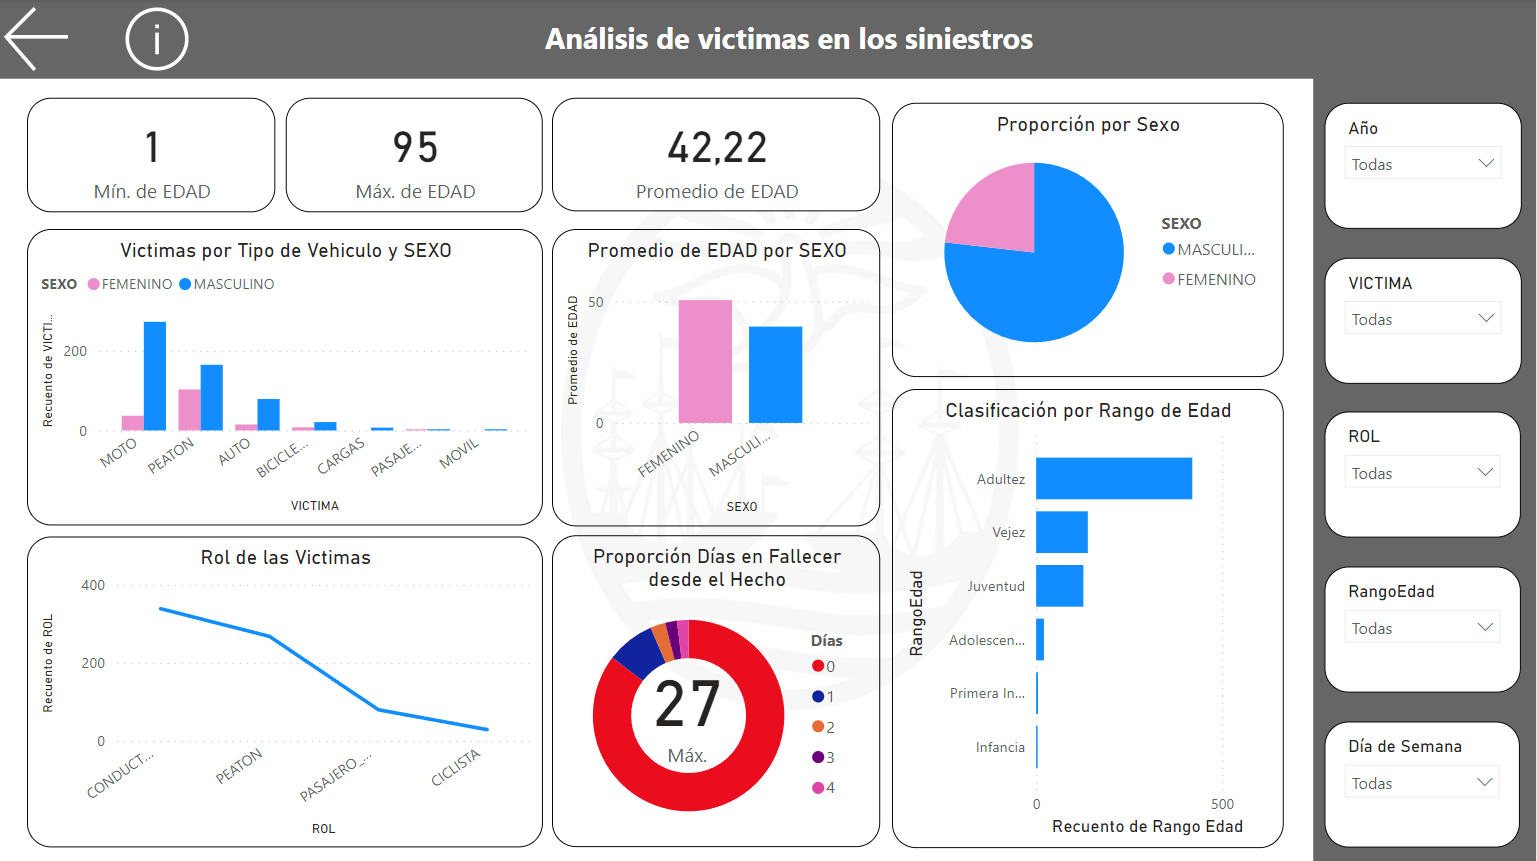 i
Análisis de victimas en los siniestros
1
Mín. de EDAD
95
Máx. de EDAD
42,22
Promedio de EDAD
Victimas por Tipo de Vehiculo y SEXO
SEXO FEMENINO MASCULINO
Recuento de VICTI...
200
0
MOTO
PEATON
AUTO
BICICLE...
CARGAS
PASAJE...
MOVIL
VICTIMA
Promedio de EDAD por SEXO
Promedio de EDAD
50
0
FEMENINO
MASCULI...
SEXO
Proporción por Sexo
SEXO
MASCULI...
FEMENINO
Rol de las Victimas
Recuento de ROL
400
200
0
CONDUCT...
PEATON
PASAJERO_...
CICLISTA
ROL
Proporción Días en Fallecer
desde el Hecho
27
Máx.
Días
0
1
2
3
4
Clasificación por Rango de Edad
RangoEdad
Adultez
Vejez
Juventud
Adolescen...
Primera In...
Infancia
0
500
Recuento de Rango Edad
Año
Todas
VICTIMA
Todas
ROL
Todas
RangoEdad
Todas
Día de Semana
Todas